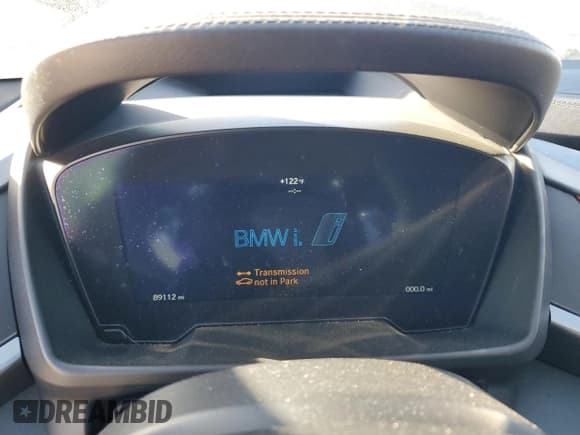 +122°F
--:--
BMW i.
Transmission
not in Park
89112 mi
000.0 mi
DREAMBID